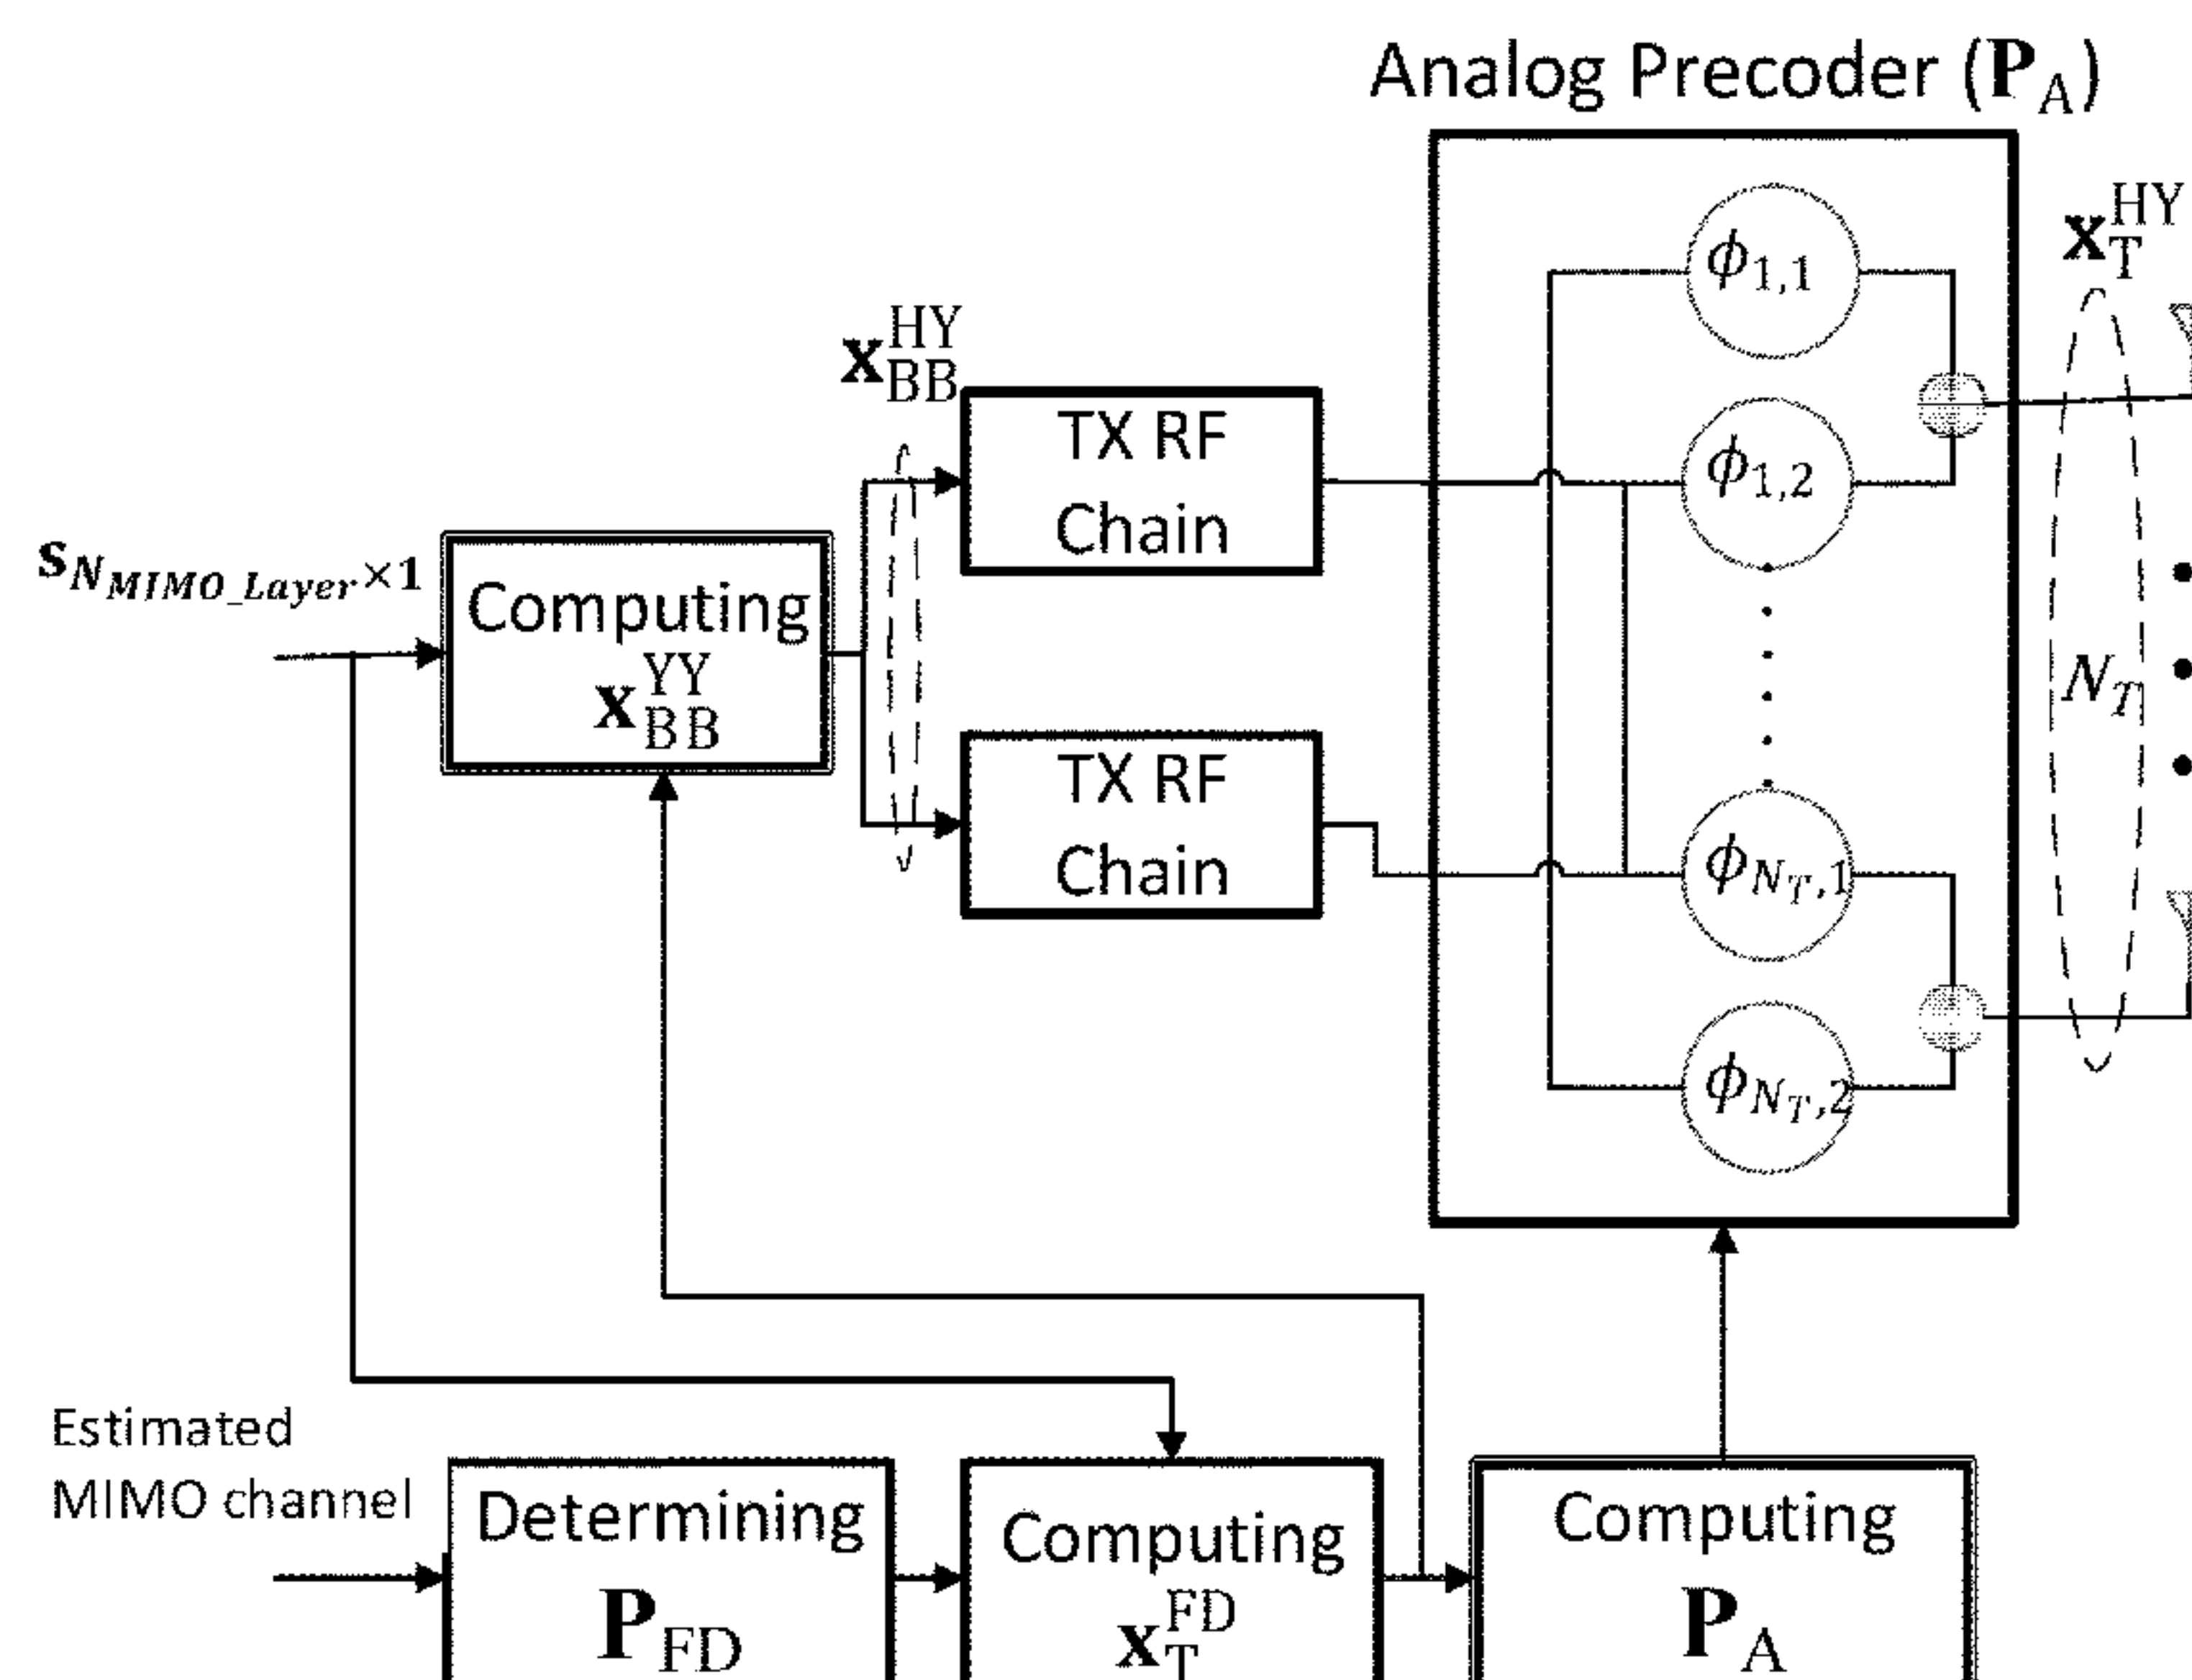 Analog Precoder (P_A)
x_T^HY
ϕ_1,1
x_BB^HY
TX RF
Chain
ϕ_1,2
s_N_MIMO_Layer×1
Computing
x_BB^YY
N_T
TX RF
Chain
ϕ_N_T,1
ϕ_N_T,2
Estimated
MIMO channel
Determining
P_FD
Computing
x_T^FD
Computing
P_A